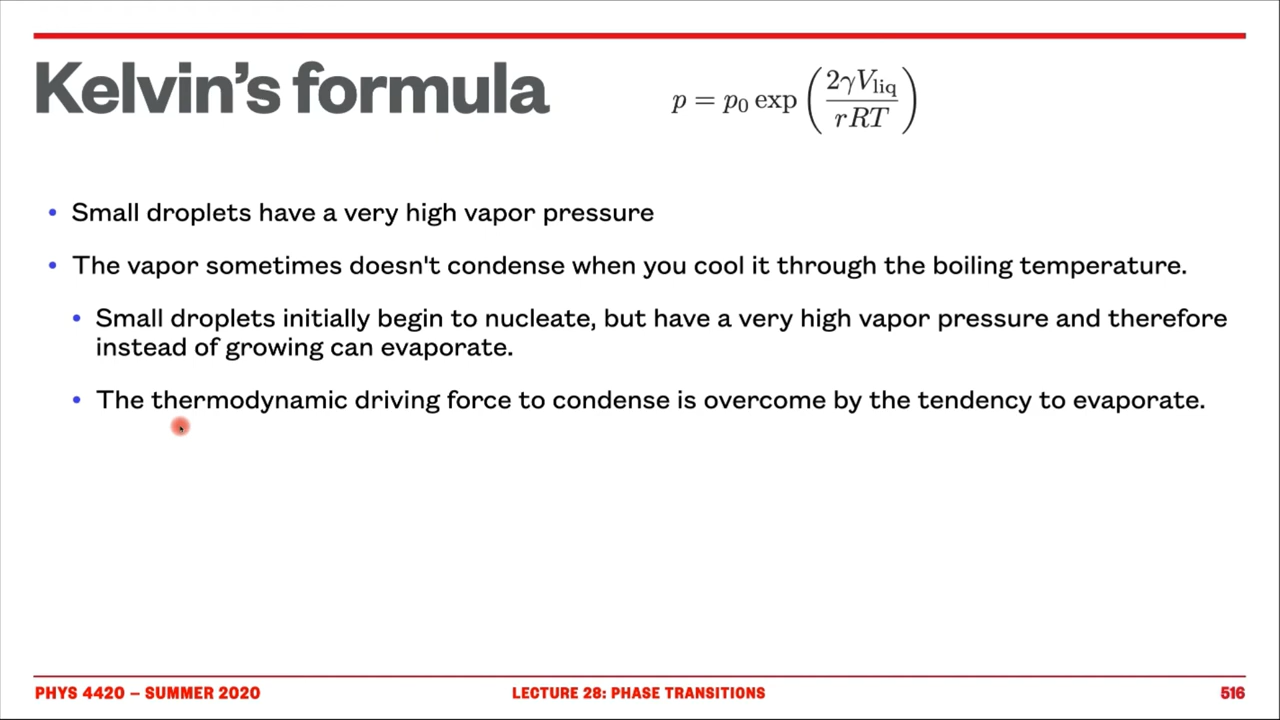 Kelvin’s formula
p = p₀ exp (2γV_liq / rRT)
• Small droplets have a very high vapor pressure
• The vapor sometimes doesn't condense when you cool it through the boiling temperature.
• Small droplets initially begin to nucleate, but have a very high vapor pressure and therefore
instead of growing can evaporate.
• The thermodynamic driving force to condense is overcome by the tendency to evaporate.
PHYS 4420 – SUMMER 2020
LECTURE 28: PHASE TRANSITIONS
516